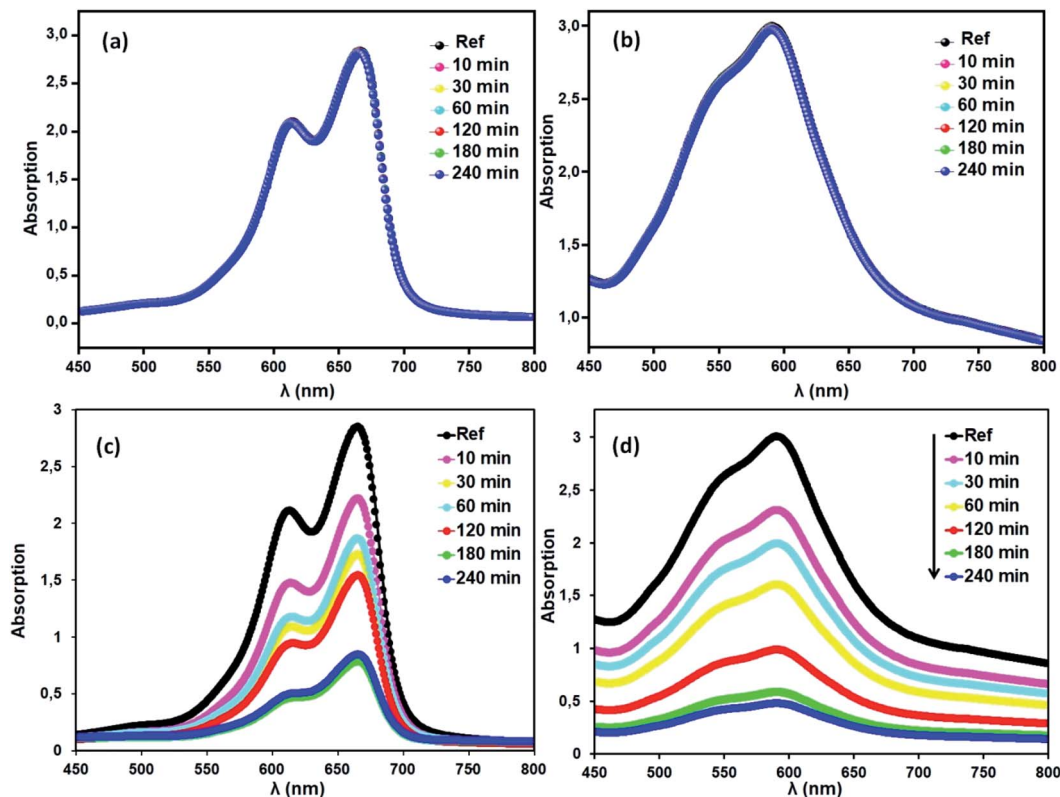 (a)
Ref
10 min
30 min
60 min
120 min
180 min
240 min
3,0
2,5
2,0
1,5
1,0
0,5
0,0
Absorption
450 500 550 600 650 700 750 800
λ (nm)
(b)
Ref
10 min
30 min
60 min
120 min
180 min
240 min
3,0
2,5
2,0
1,5
1,0
Absorption
450 500 550 600 650 700 750 800
λ (nm)
(c)
Ref
10 min
30 min
60 min
120 min
180 min
240 min
3
2,5
2
1,5
1
0,5
0
Absorption
450 500 550 600 650 700 750 800
λ (nm)
(d)
Ref
10 min
30 min
60 min
120 min
180 min
240 min
3
2.5
2
1.5
1
0.5
0
Absorption
450 500 550 600 650 700 750 800
λ (nm)